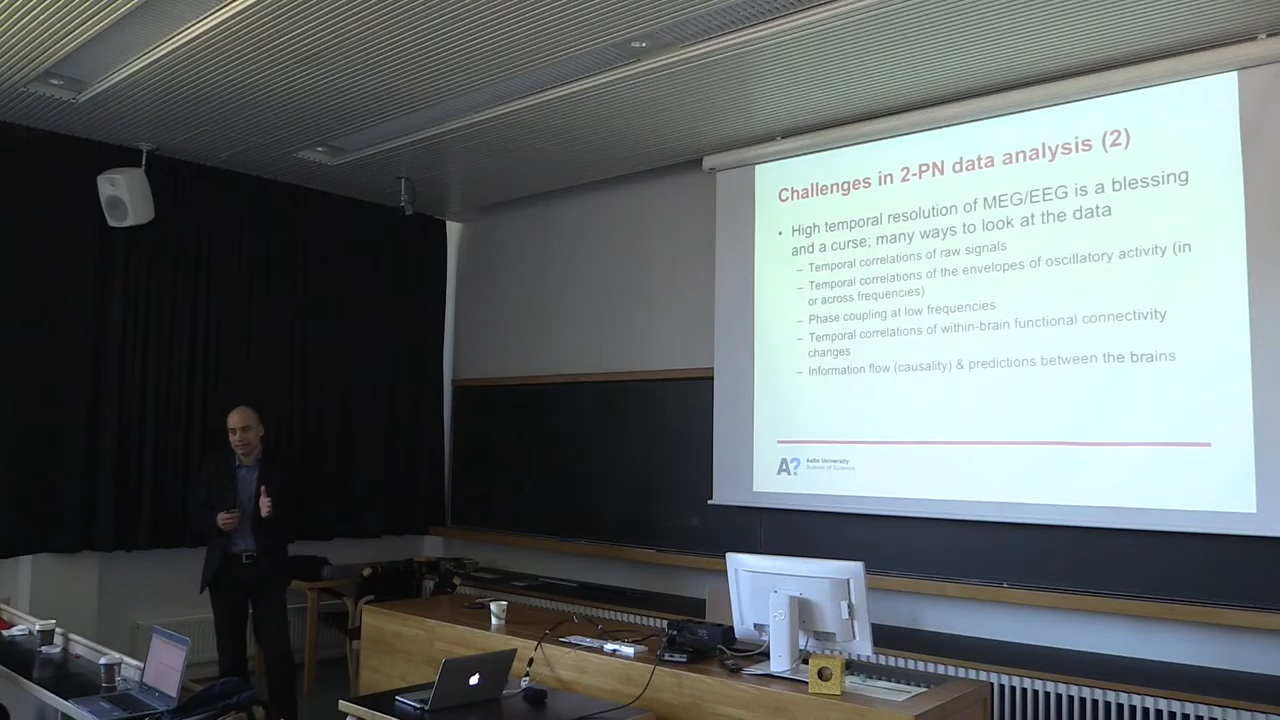 Challenges in 2-PN data analysis (2)
• High temporal resolution of MEG/EEG is a blessing
and a curse; many ways to look at the data
– Temporal correlations of raw signals
– Temporal correlations of the envelopes of oscillatory activity (in
or across frequencies)
– Phase coupling at low frequencies
– Temporal correlations of within-brain functional connectivity
changes
– Information flow (causality) & predictions between the brains
A? Aalto University
School of Science